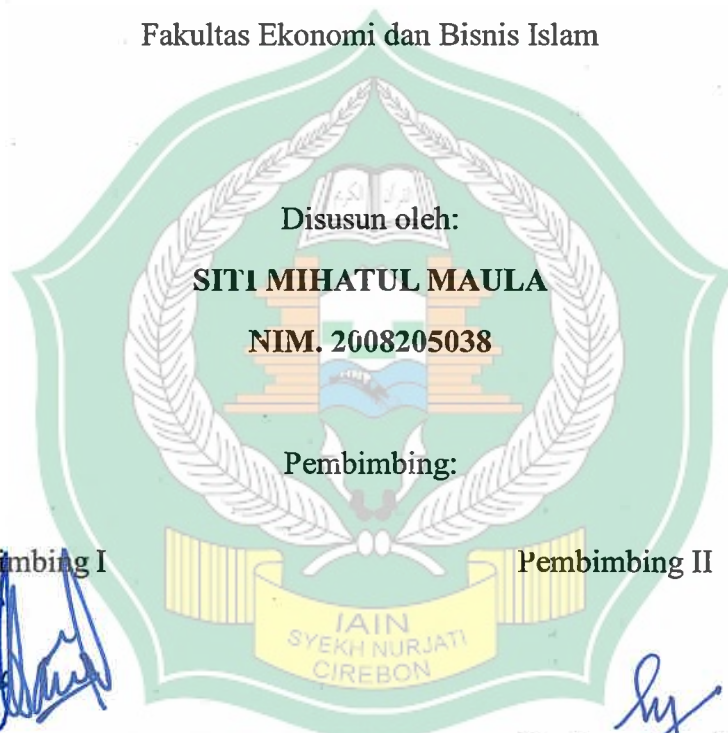 Fakultas Ekonomi dan Bisnis Islam
Disusun oleh:
SITI MIHATUL MAULA
NIM. 2008205038
Pembimbing:
mbing I
Pembimbing II
IAIN
SYEKH NURJATI
CIREBON